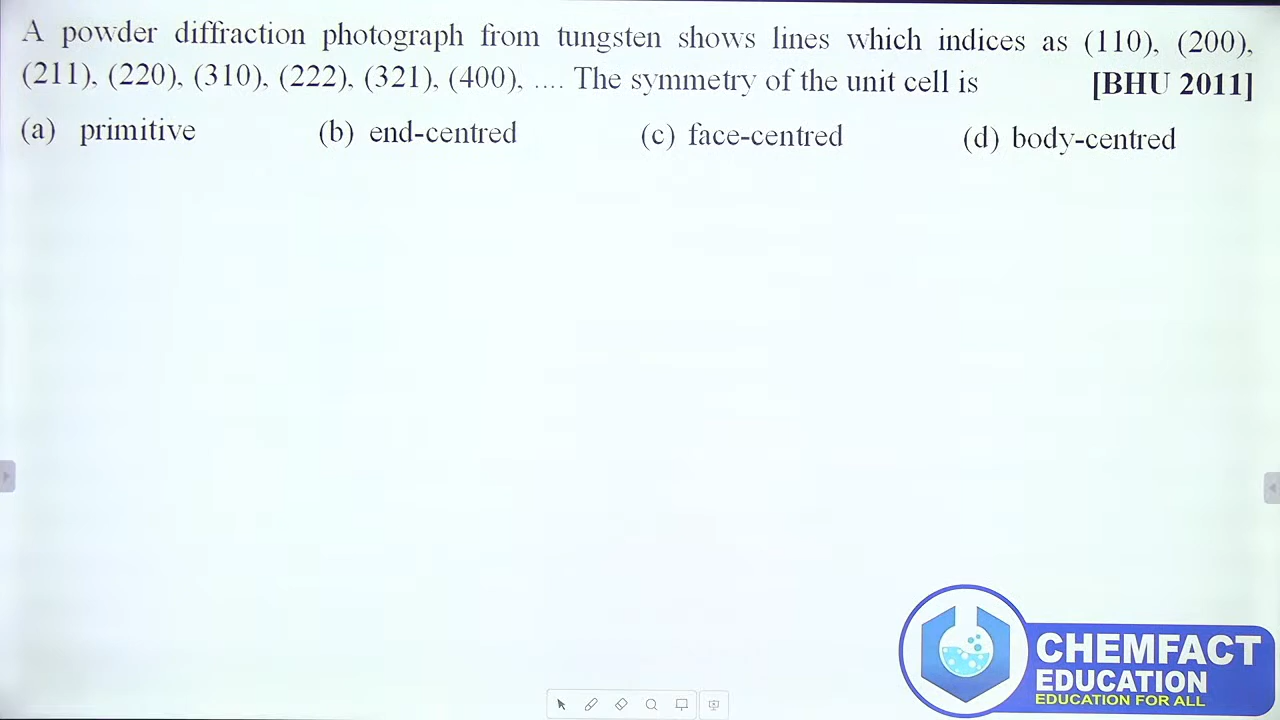 A powder diffraction photograph from tungsten shows lines which indices as (110), (200),
(211), (220), (310), (222), (321), (400), .... The symmetry of the unit cell is [BHU 2011]
(a) primitive (b) end-centred (c) face-centred (d) body-centred
CHEMFACT
EDUCATION
EDUCATION FOR ALL